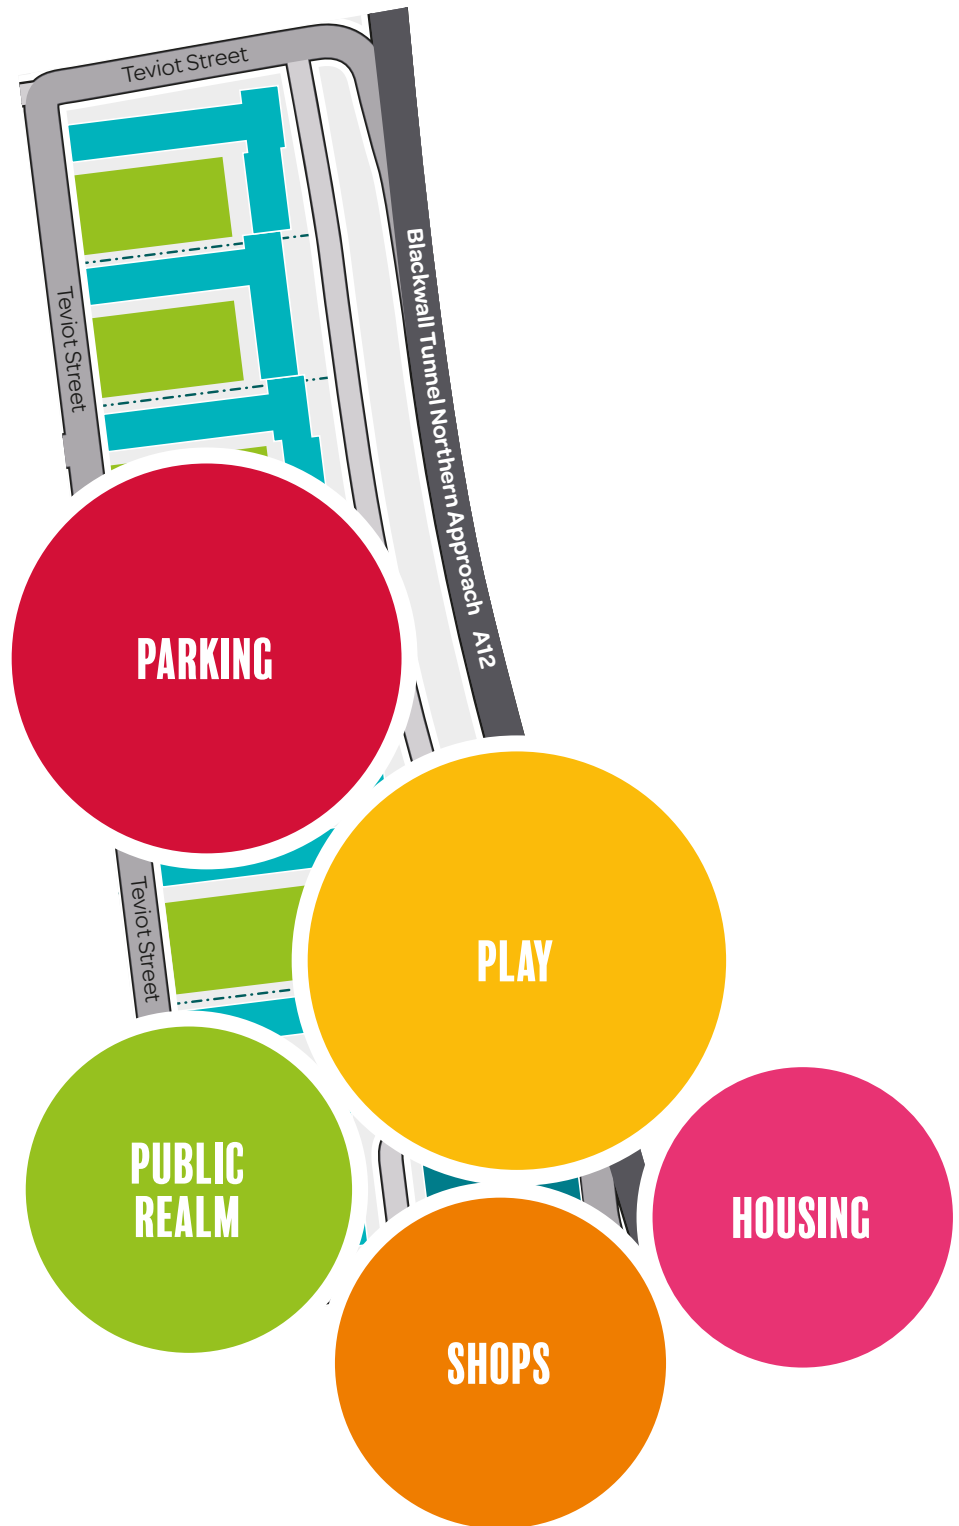 Teviot Street
Blackwall Tunnel Northern Approach A12
Teviot Street
PARKING
Teviot Street
PLAY
PUBLIC
REALM
HOUSING
SHOPS